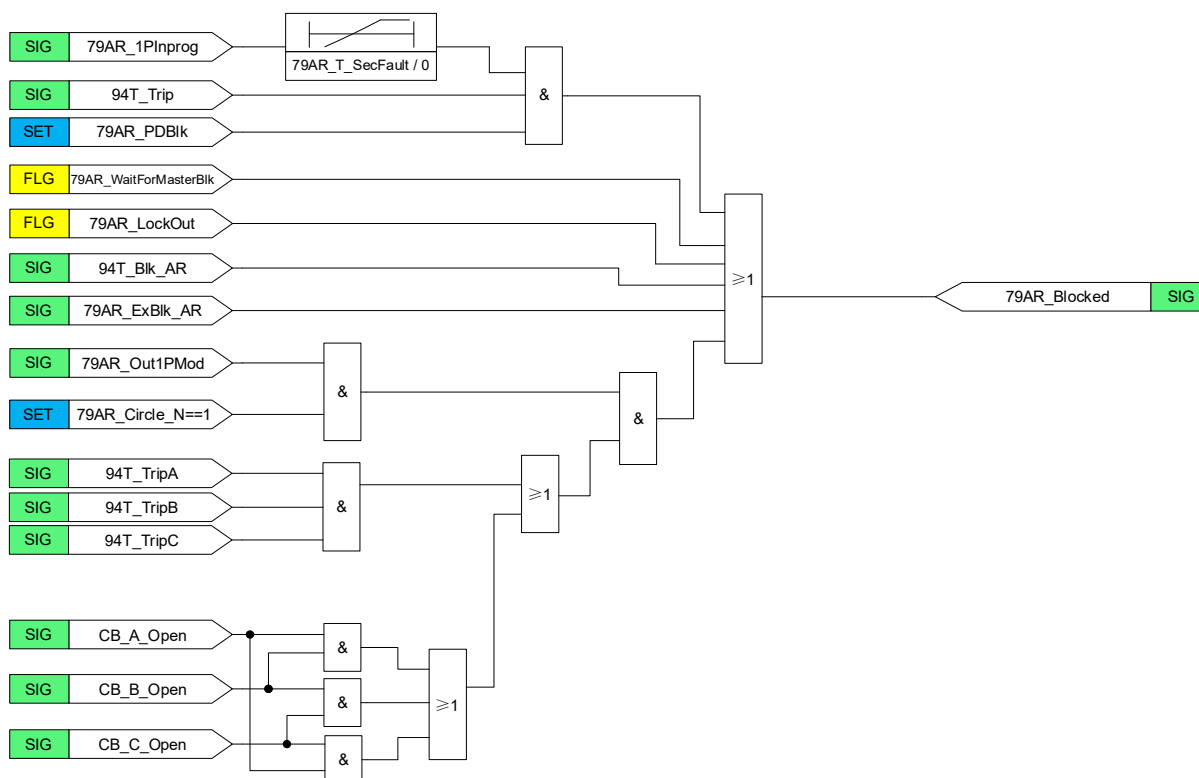 SIG 79AR_1PInprog
79AR_T_SecFault / 0
SIG 94T_Trip
&
SET 79AR_PDBlk
FLG 79AR_WaitForMasterBlk
FLG 79AR_LockOut
SIG 94T_Blk_AR
≥1
79AR_Blocked SIG
SIG 79AR_ExBlk_AR
SIG 79AR_Out1PMod
&
SET 79AR_Circle_N==1
&
SIG 94T_TripA
≥1
SIG 94T_TripB
&
SIG 94T_TripC
SIG CB_A_Open
&
SIG CB_B_Open
&
≥1
SIG CB_C_Open
&